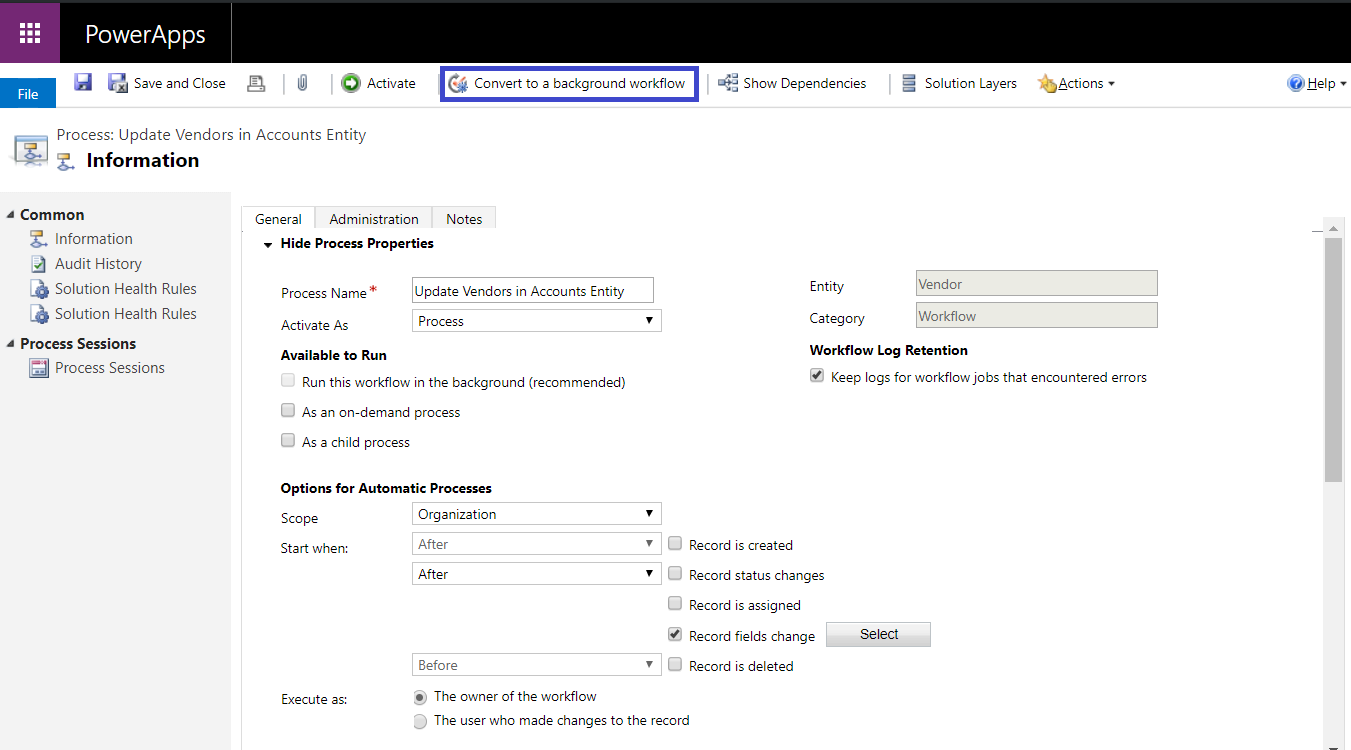 PowerApps
File Save and Close Activate Convert to a background workflow Show Dependencies Solution Layers Actions Help
Process: Update Vendors in Accounts Entity
Information
Common
Information
Audit History
Solution Health Rules
Solution Health Rules
Process Sessions
Process Sessions
General Administration Notes
Hide Process Properties
Process Name* Update Vendors in Accounts Entity
Activate As Process
Entity Vendor
Category Workflow
Available to Run
Run this workflow in the background (recommended)
As an on-demand process
As a child process
Workflow Log Retention
Keep logs for workflow jobs that encountered errors
Options for Automatic Processes
Scope Organization
Start when: After Record is created
After Record status changes
Record is assigned
Record fields change Select
Before Record is deleted
Execute as: The owner of the workflow
The user who made changes to the record